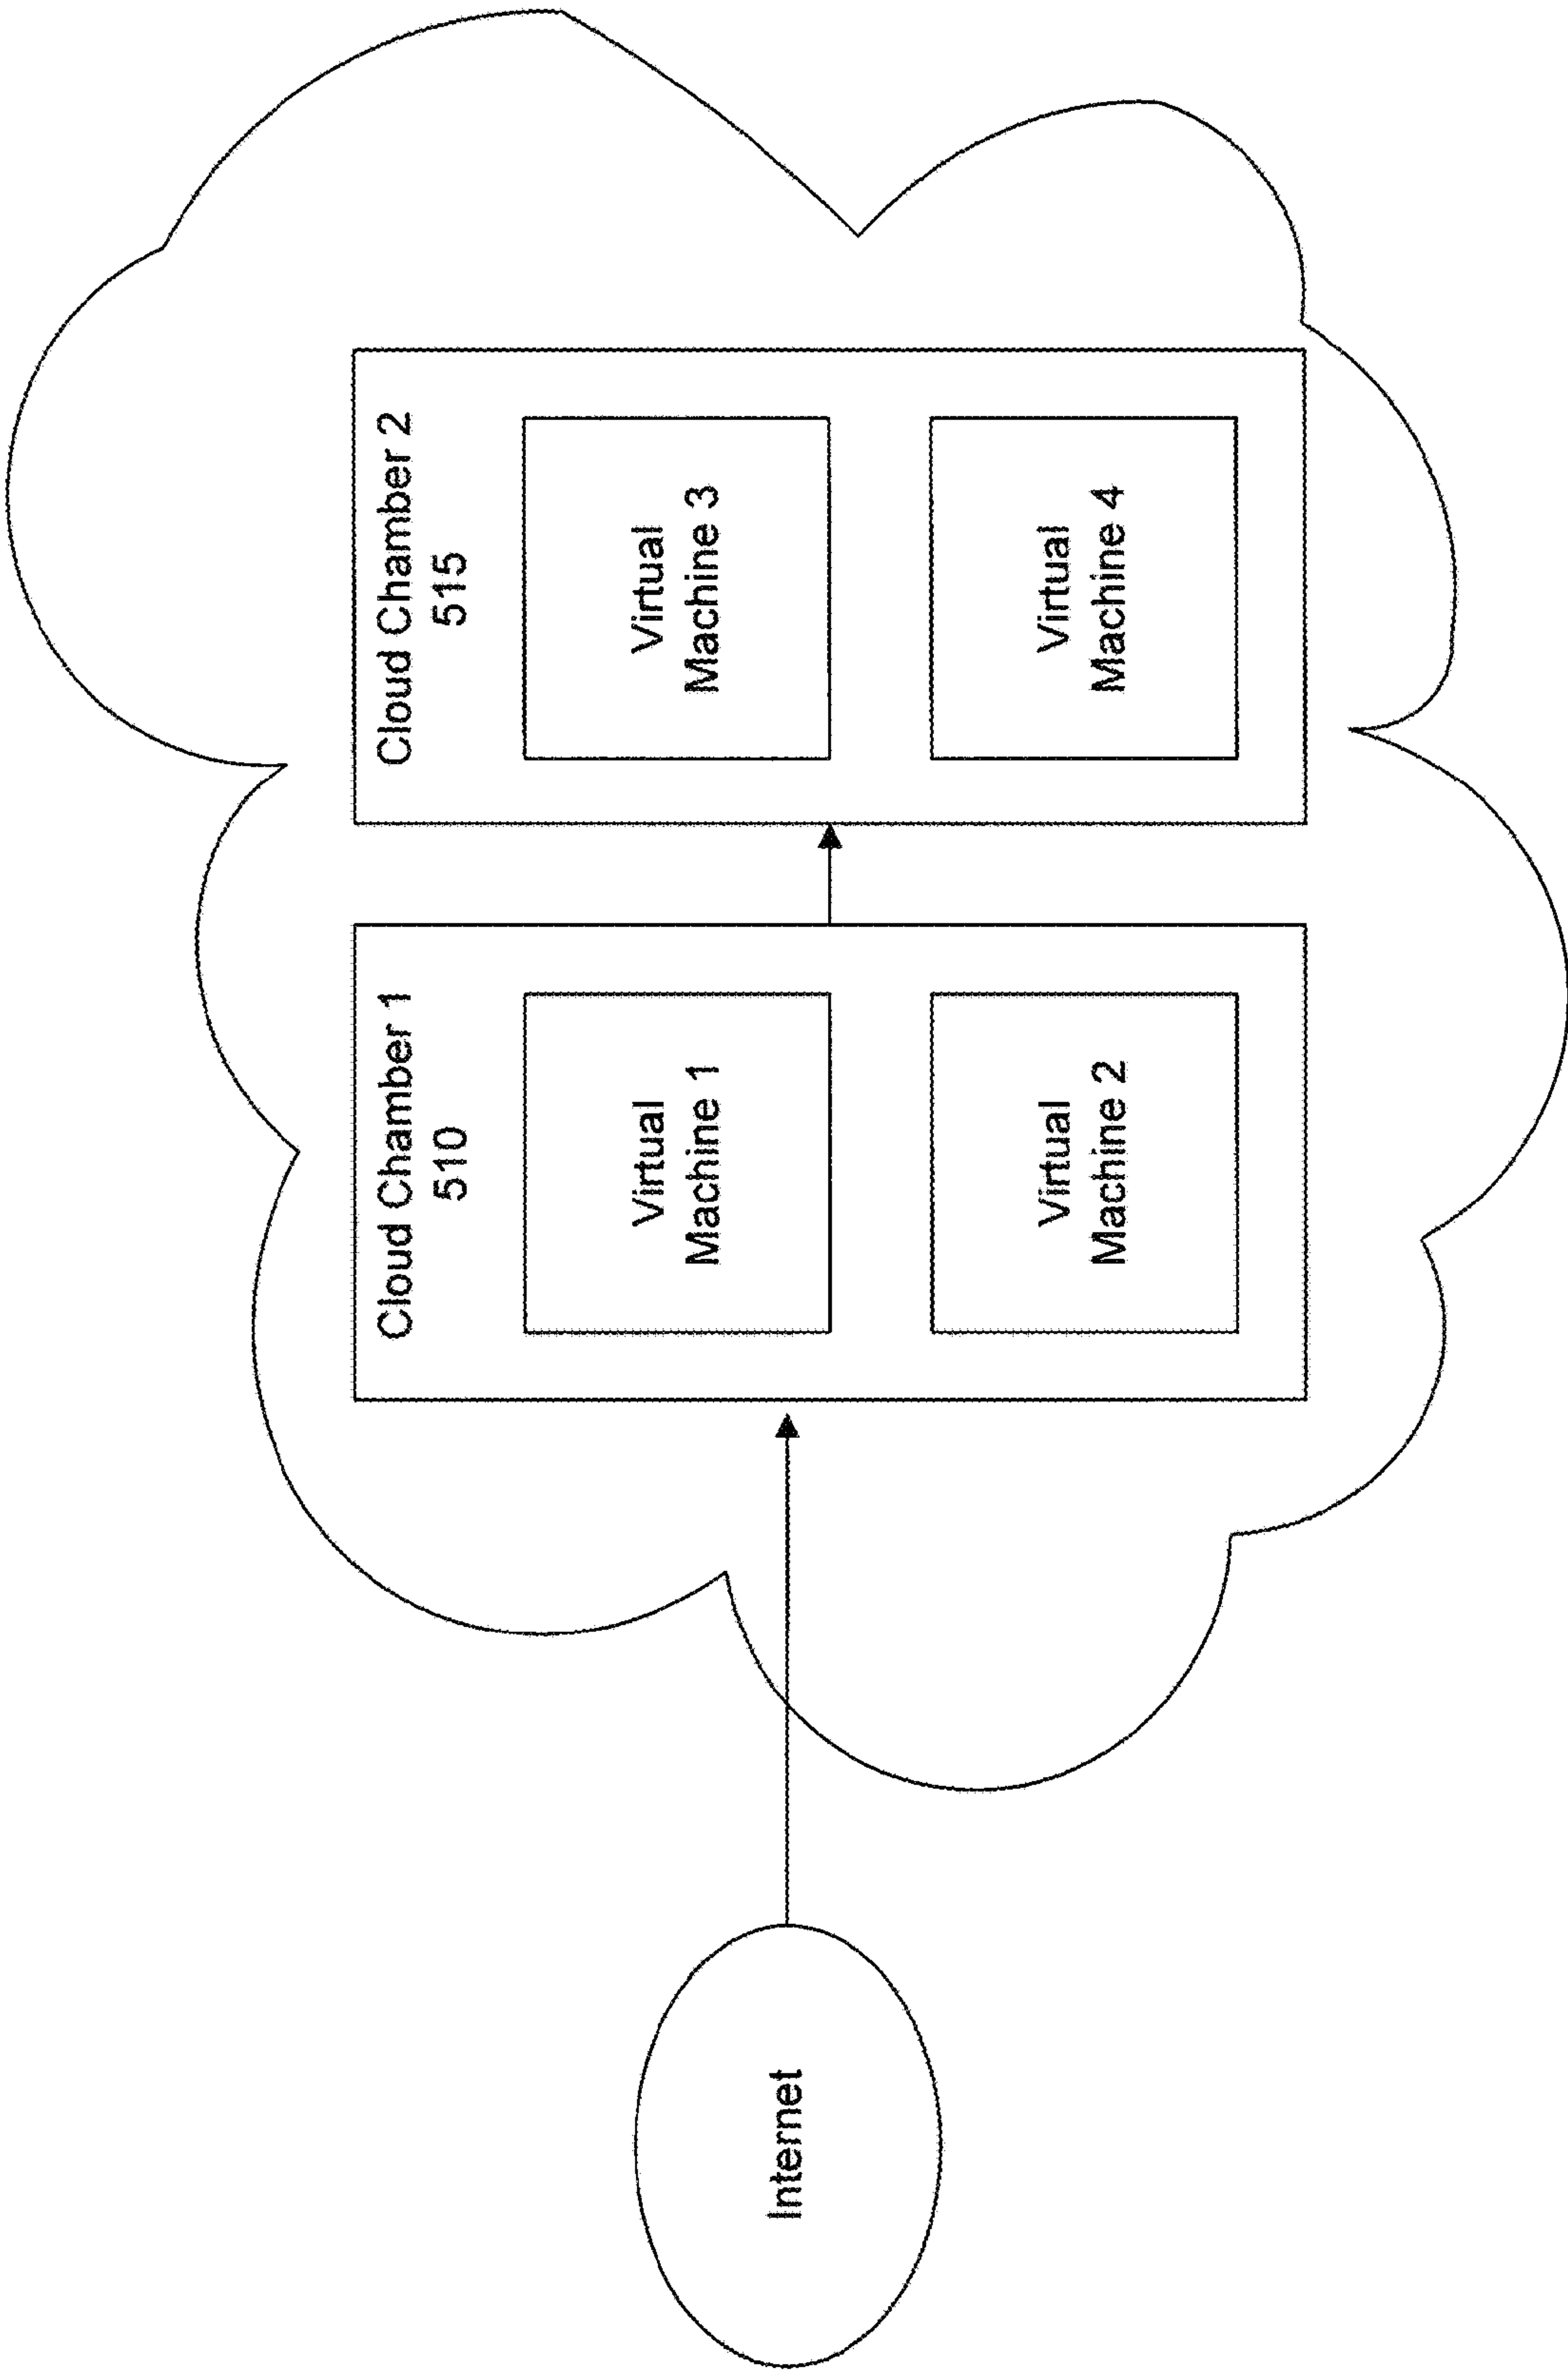 Internet
Cloud Chamber 1
510
Virtual
Machine 1
Virtual
Machine 2
Cloud Chamber 2
515
Virtual
Machine 3
Virtual
Machine 4